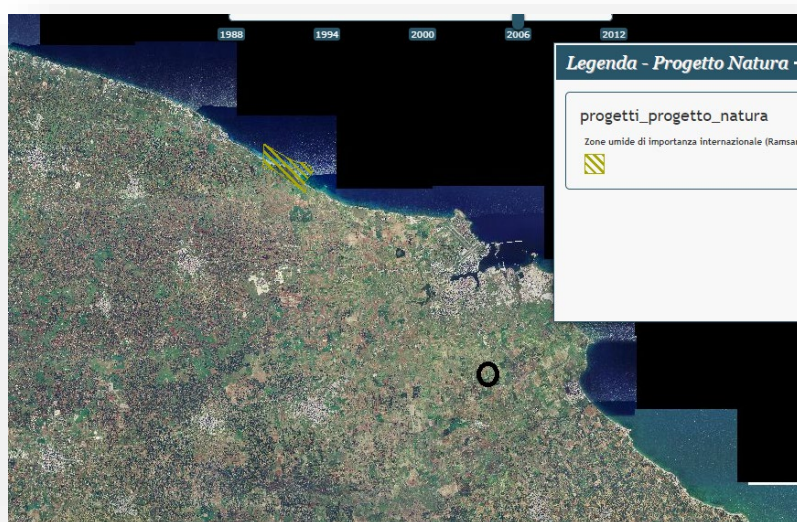 1988 1994 2000 2006 2012
Legenda - Progetto Natura -
progetti_progetto_natura
Zone umide di importanza internazionale (Ramsar